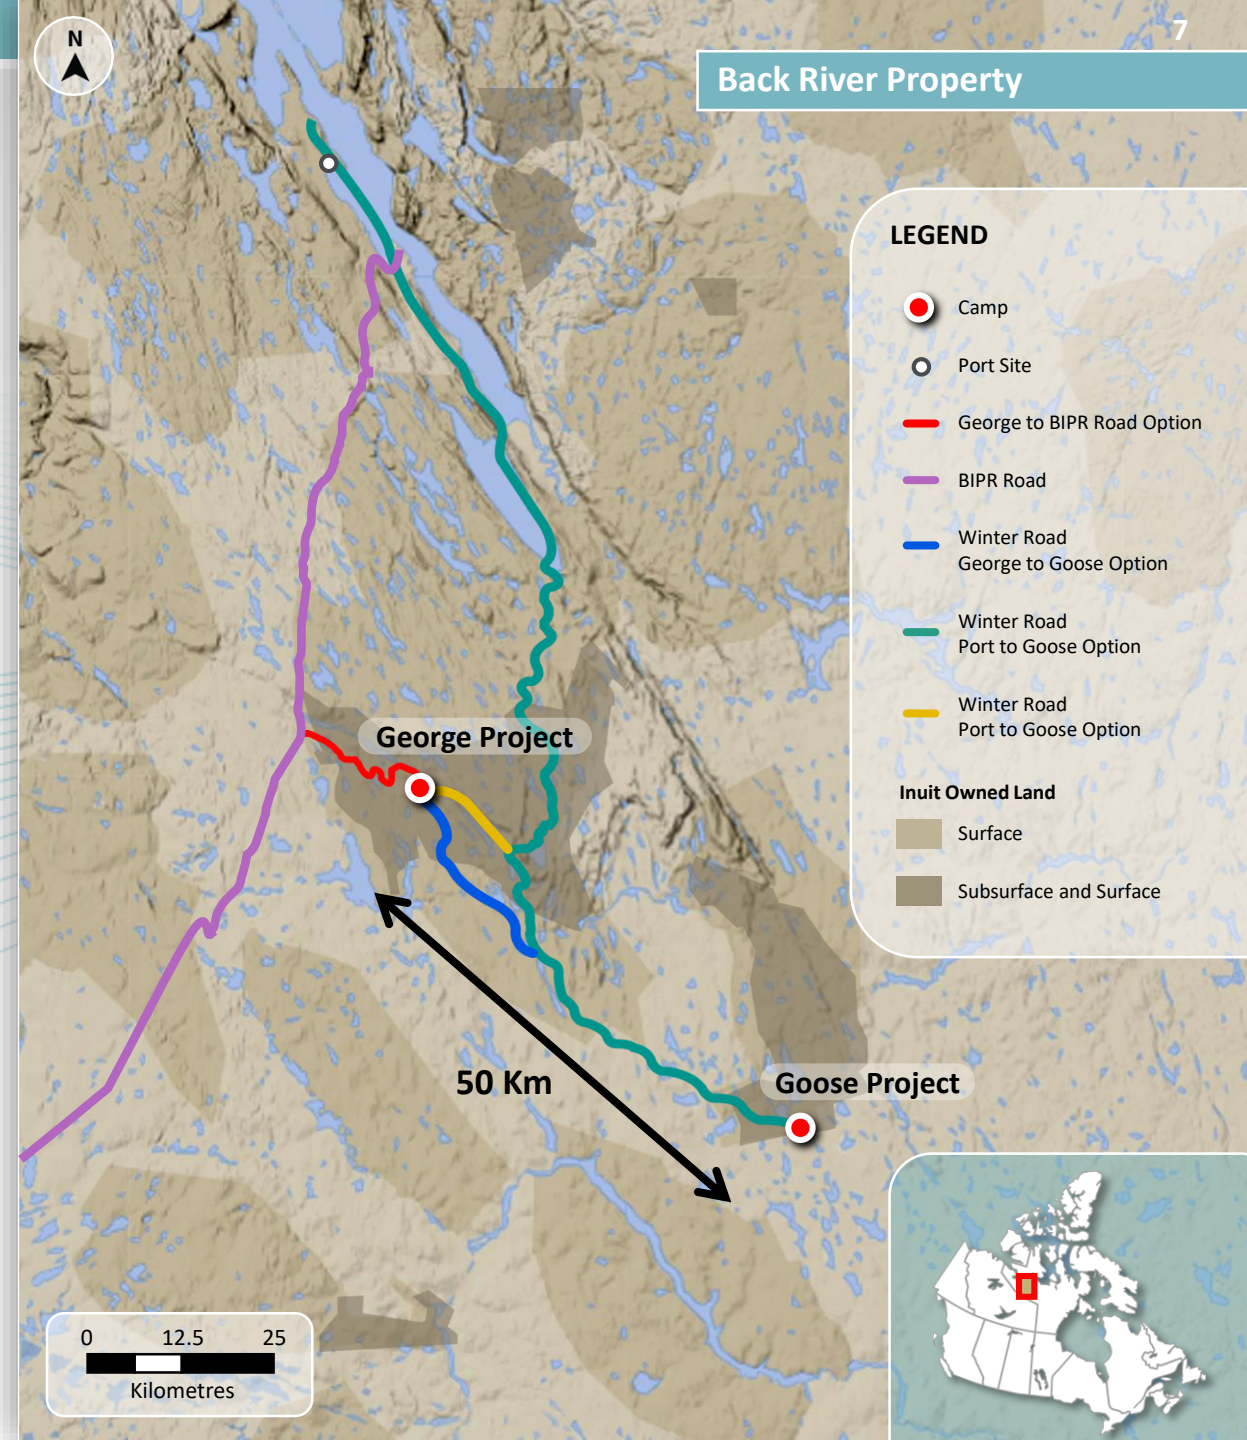 7
N
Back River Property
LEGEND
Camp
Port Site
George to BIPR Road Option
BIPR Road
Winter Road
George to Goose Option
Winter Road
Port to Goose Option
Winter Road
Port to Goose Option
Inuit Owned Land
Surface
Subsurface and Surface
George Project
50 Km
Goose Project
0 12.5 25
Kilometres